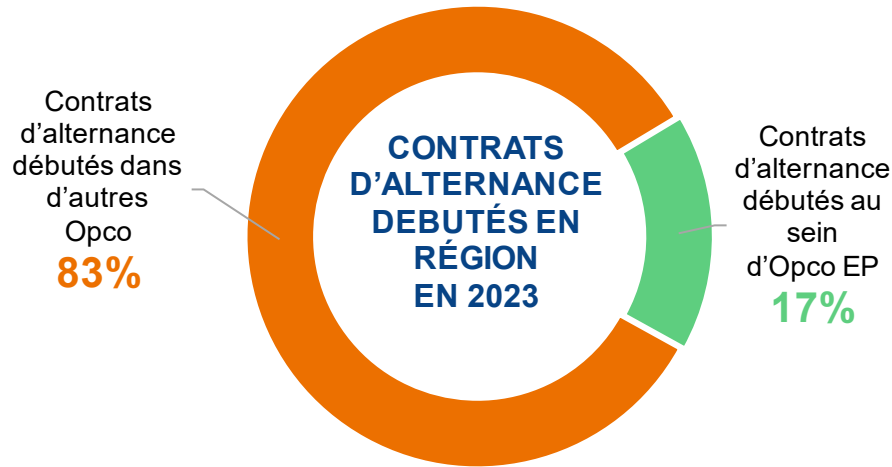 Contrats
d’alternance
débutés dans
d’autres
Opco
83%
CONTRATS
D’ALTERNANCE
DEBUTÉS EN
RÉGION
EN 2023
Contrats
d’alternance
débutés au
sein
d’Opco EP
17%